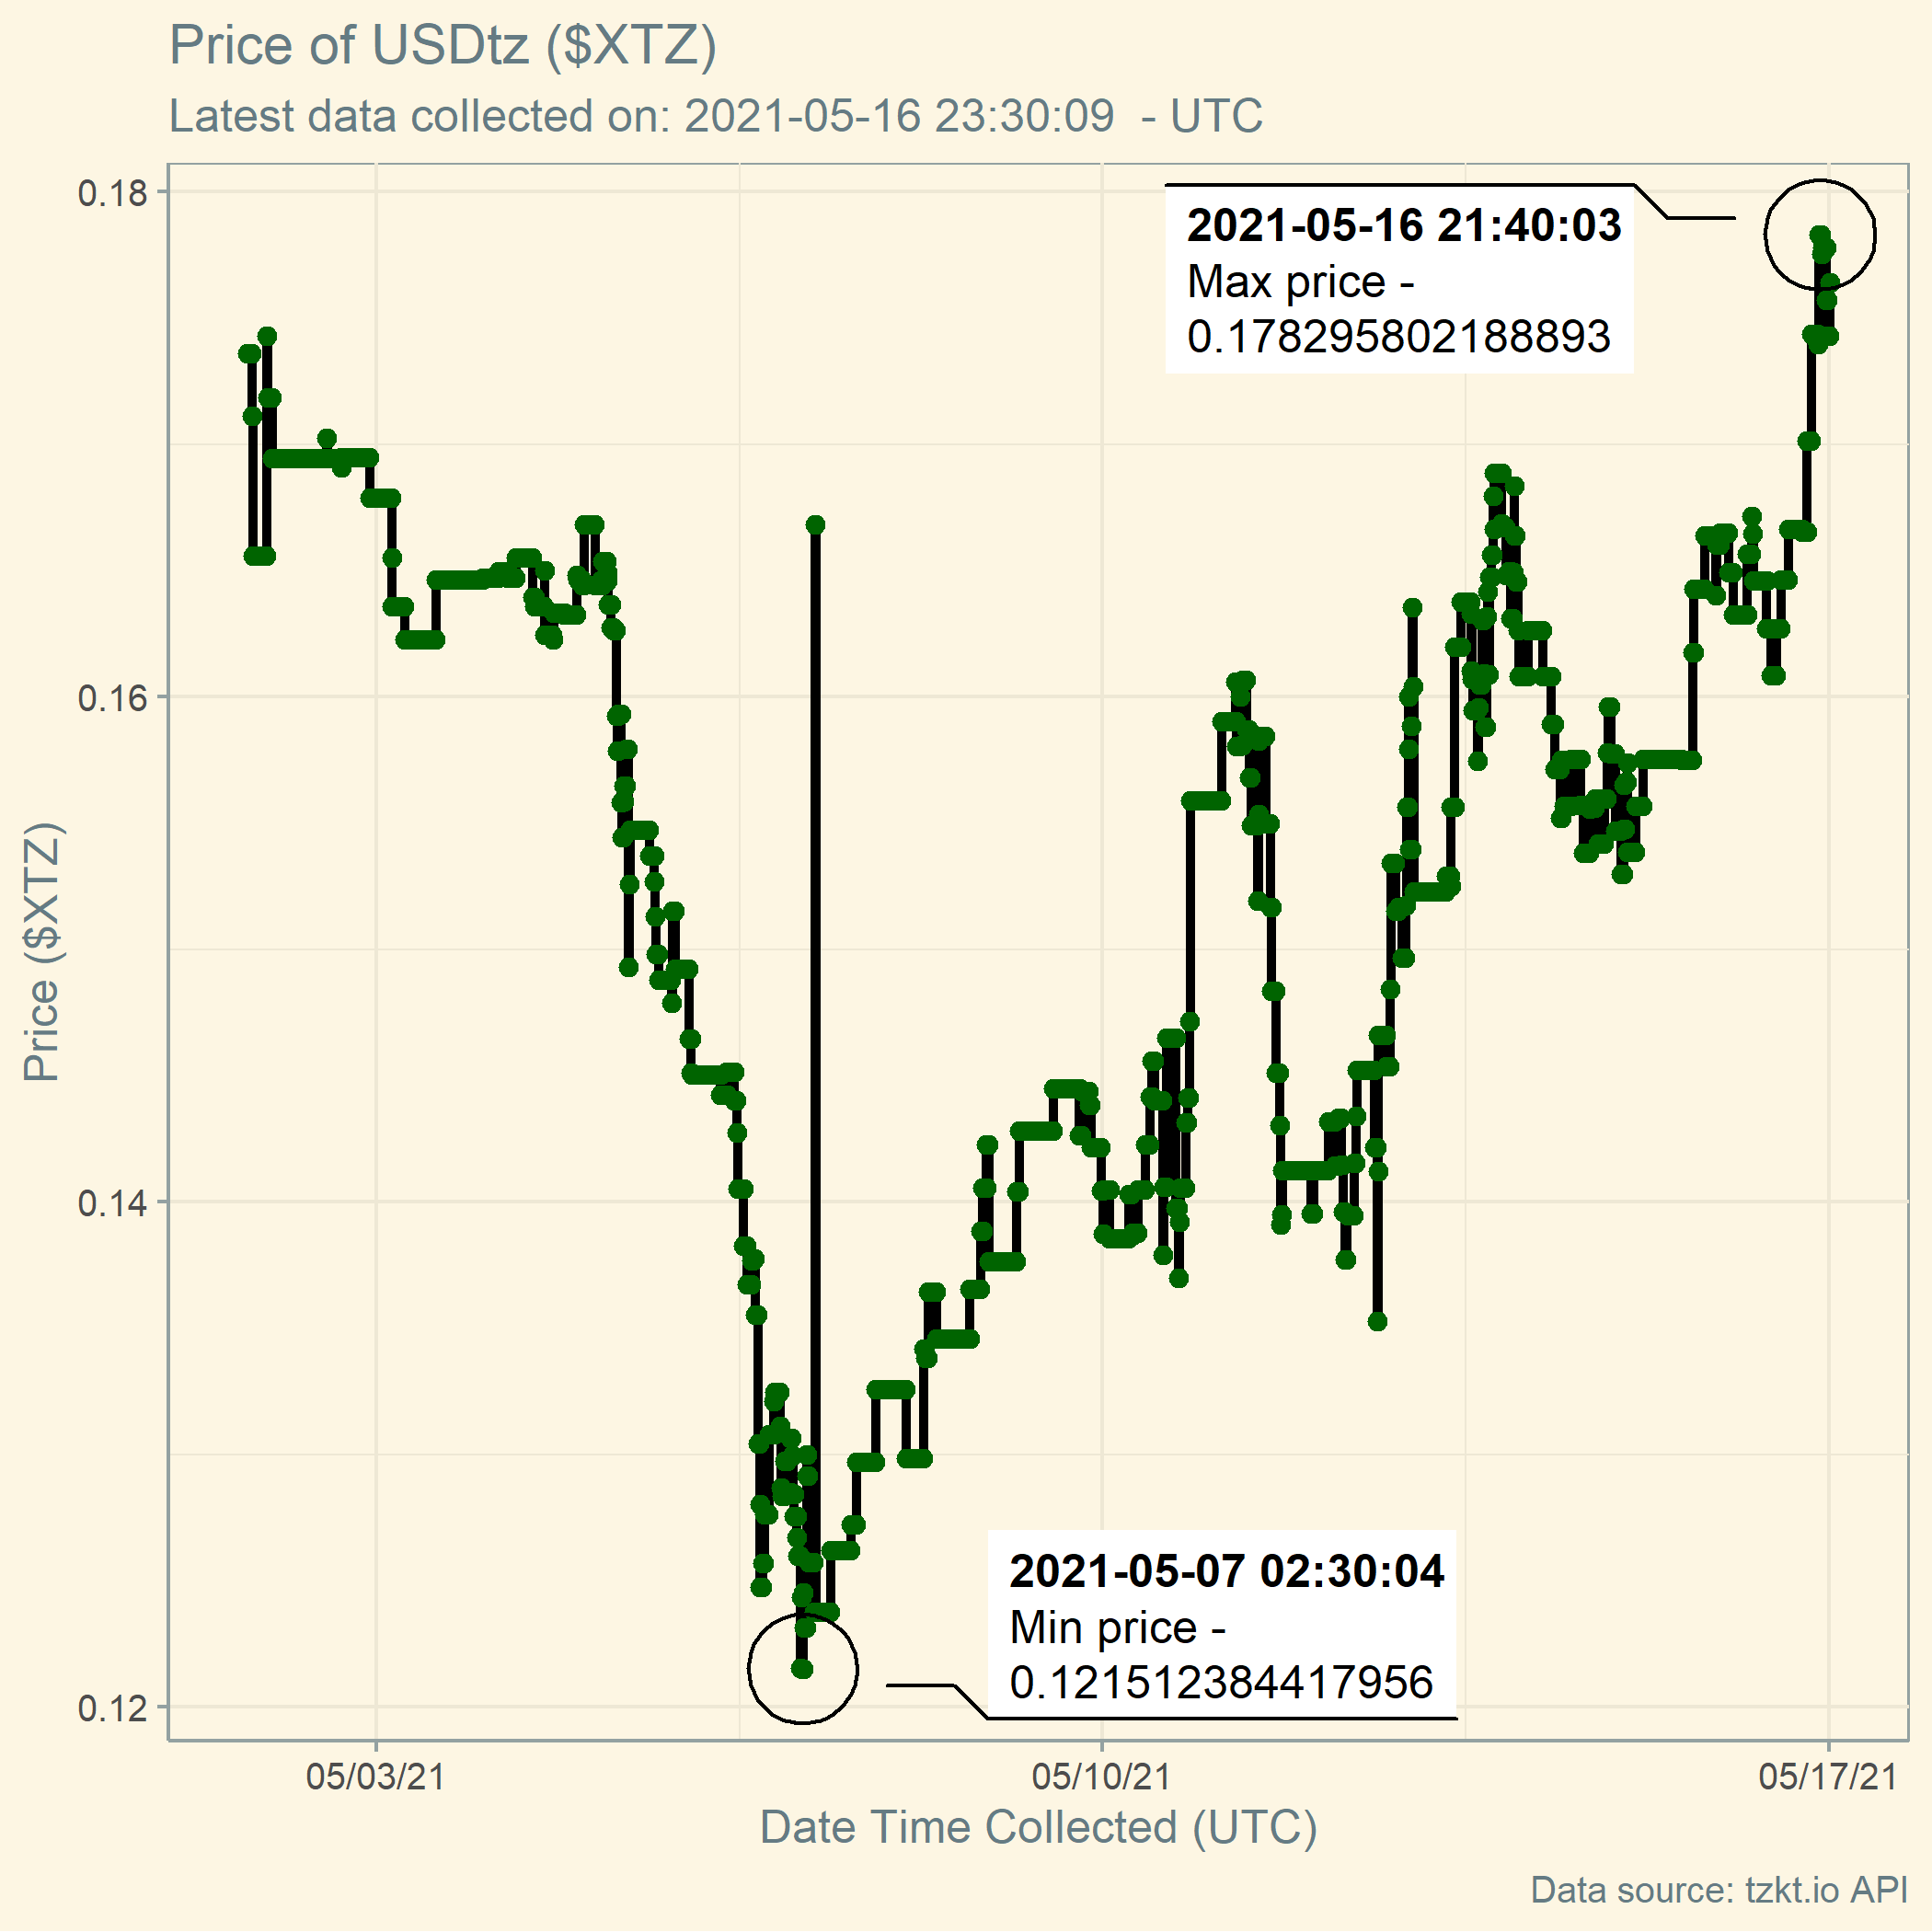 Price of USDtz ($XTZ)
Latest data collected on: 2021-05-16 23:30:09 - UTC
0.18
2021-05-16 21:40:03
Max price -
0.178295802188893
0.16
Price ($XTZ)
0.14
2021-05-07 02:30:04
Min price -
0.121512384417956
0.12
05/03/21
05/10/21
05/17/21
Date Time Collected (UTC)
Data source: tzkt.io API